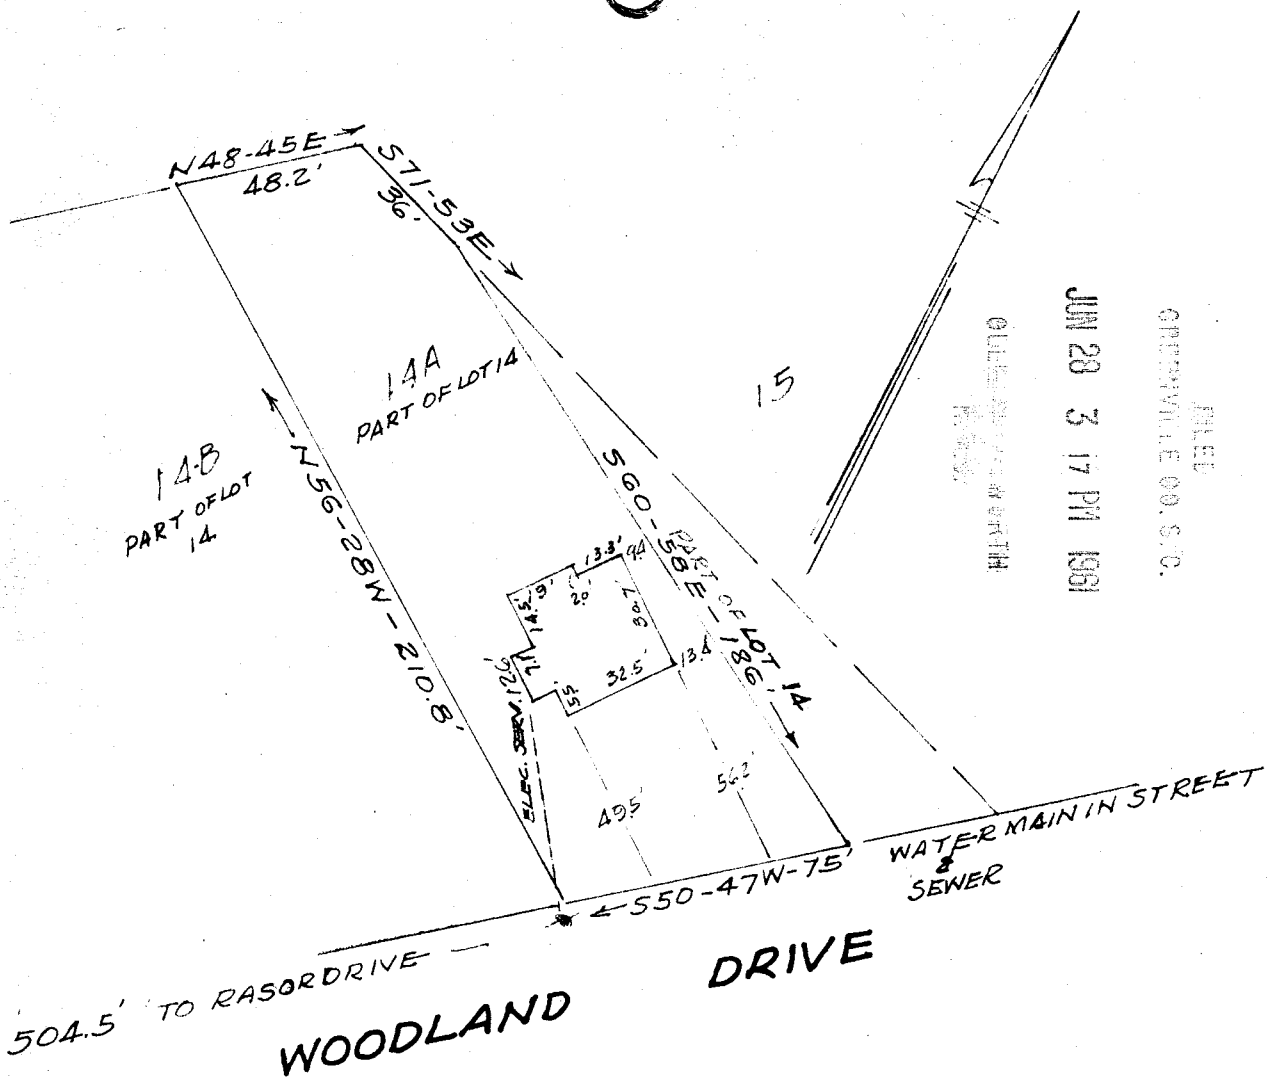 N48-45E
48.2'
S71-53E
36'
14A
PART OF LOT 14
15
14-B
PART OF LOT
14
N56-28W-210.8'
S60-58E-186'
PART OF LOT 14
13.3'
9.4
9'
2.0'
14.5'
30.7
7.1
32.5'
13.4
5.5'
12.6'
ELEC. SERV.
49.5'
56.2'
S50-47W-75'
WATER MAIN IN STREET
&
SEWER
504.5' TO RASOR DRIVE
WOODLAND DRIVE
FILED
GREENVILLE CO. S.C.
JUN 28 3 17 PM 1961